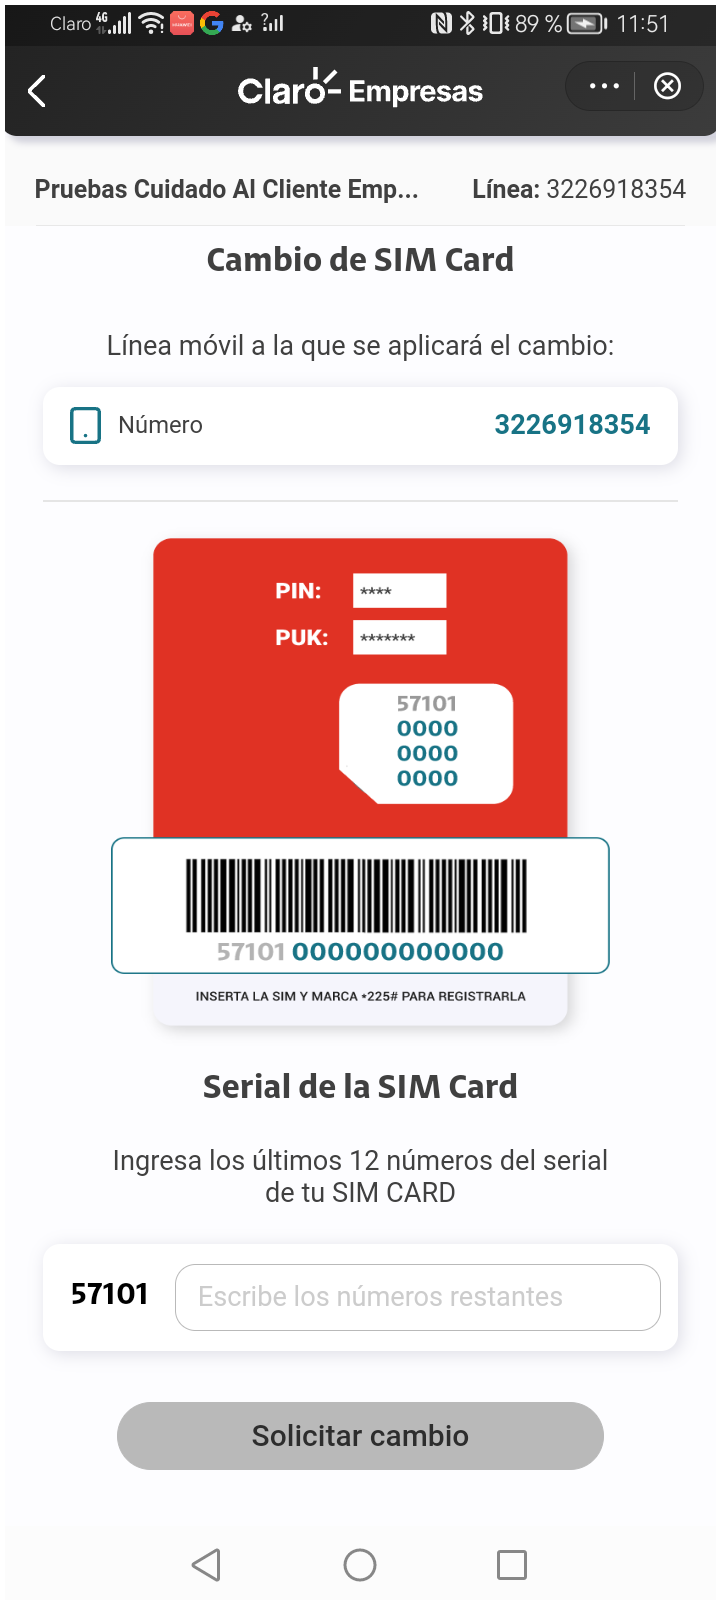 Claro 4G ? 89 % 11:51
Claro Empresas
Pruebas Cuidado Al Cliente Emp... Línea: 3226918354
Cambio de SIM Card
Línea móvil a la que se aplicará el cambio:
Número 3226918354
PIN: ****
PUK: *******
57101
0000
0000
0000
57101 000000000000
INSERTA LA SIM Y MARCA *225# PARA REGISTRARLA
Serial de la SIM Card
Ingresa los últimos 12 números del serial
de tu SIM CARD
57101 Escribe los números restantes
Solicitar cambio